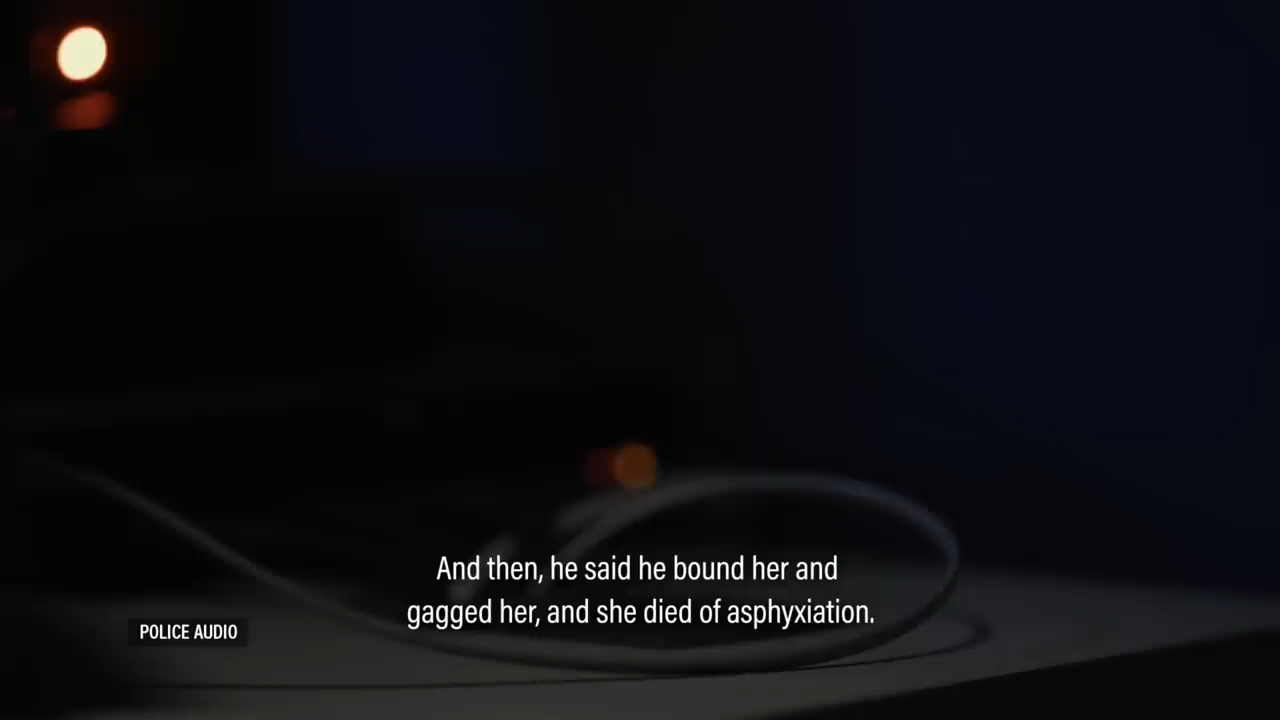 And then, he said he bound her and
gagged her, and she died of asphyxiation.
POLICE AUDIO